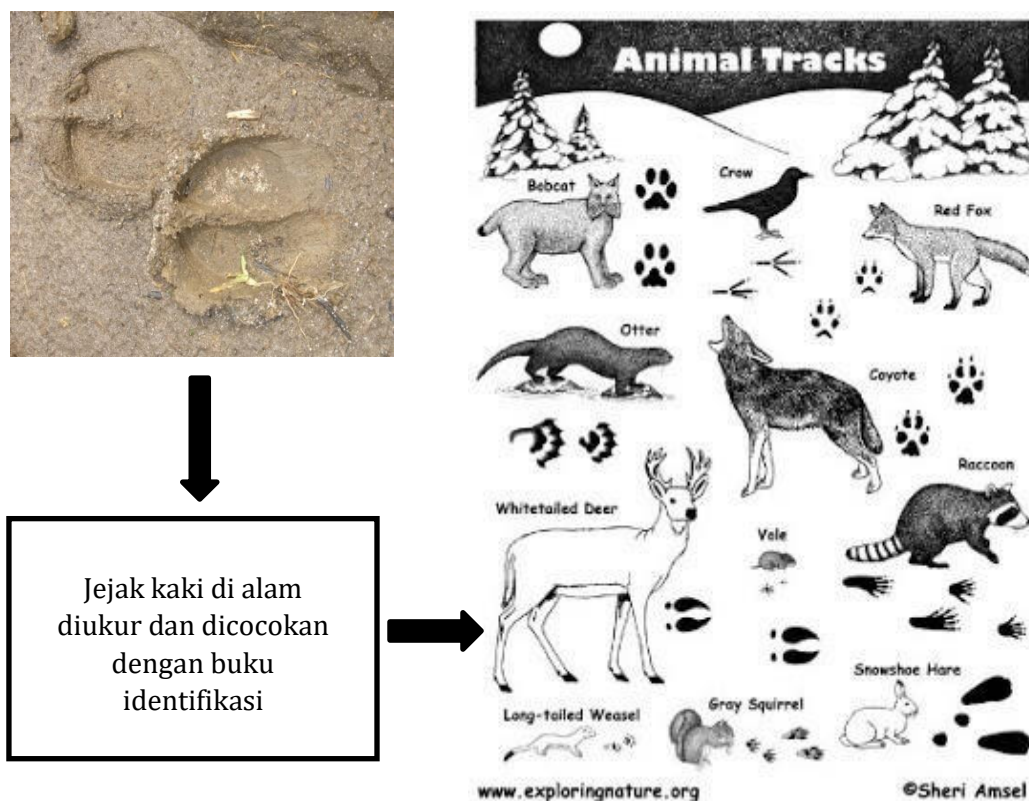 Jejak kaki di alam
diukur dan dicocokan
dengan buku
identifikasi
Animal Tracks
Bobcat
Crow
Red Fox
Otter
Coyote
Raccoon
Whitetailed Deer
Vole
Snowshoe Hare
Long-tailed Weasel
Gray Squirrel
www.exploringnature.org
©Sheri Amsel